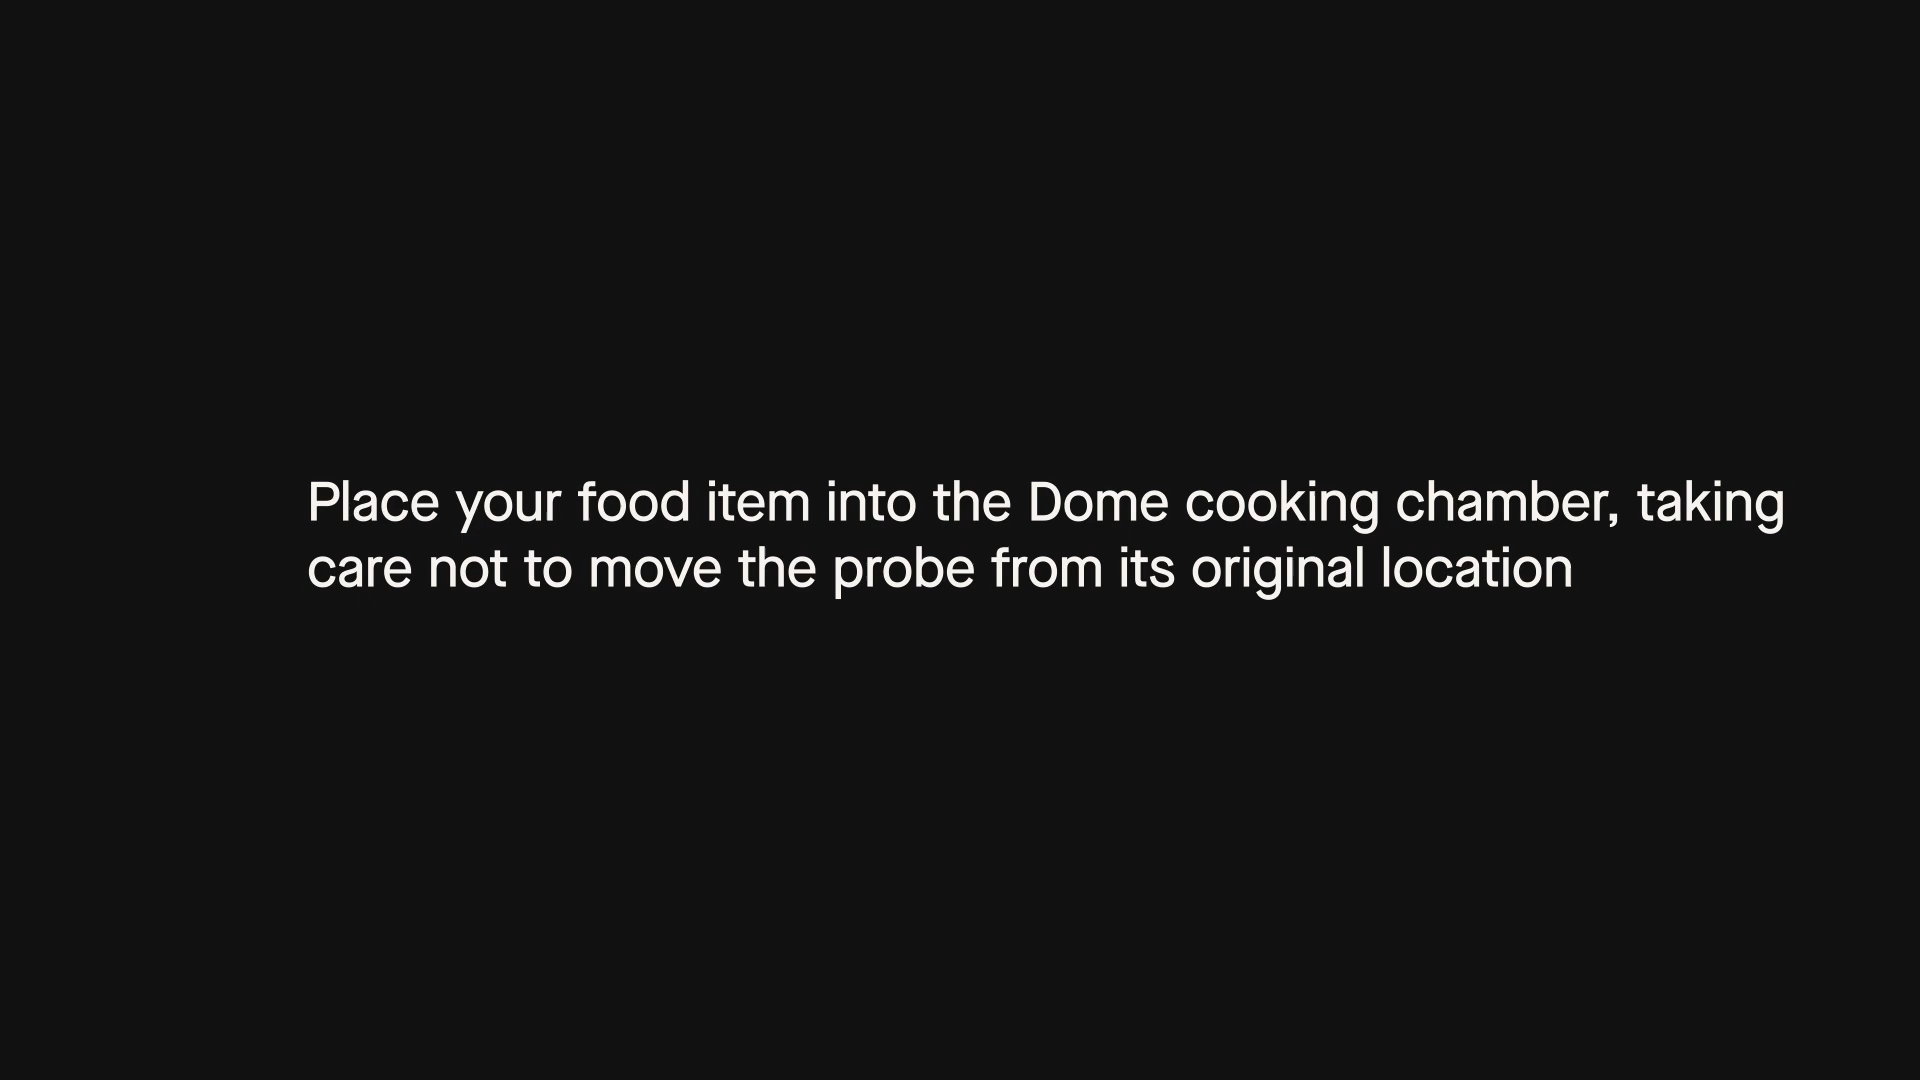 Place your food item into the Dome cooking chamber, taking
care not to move the probe from its original location